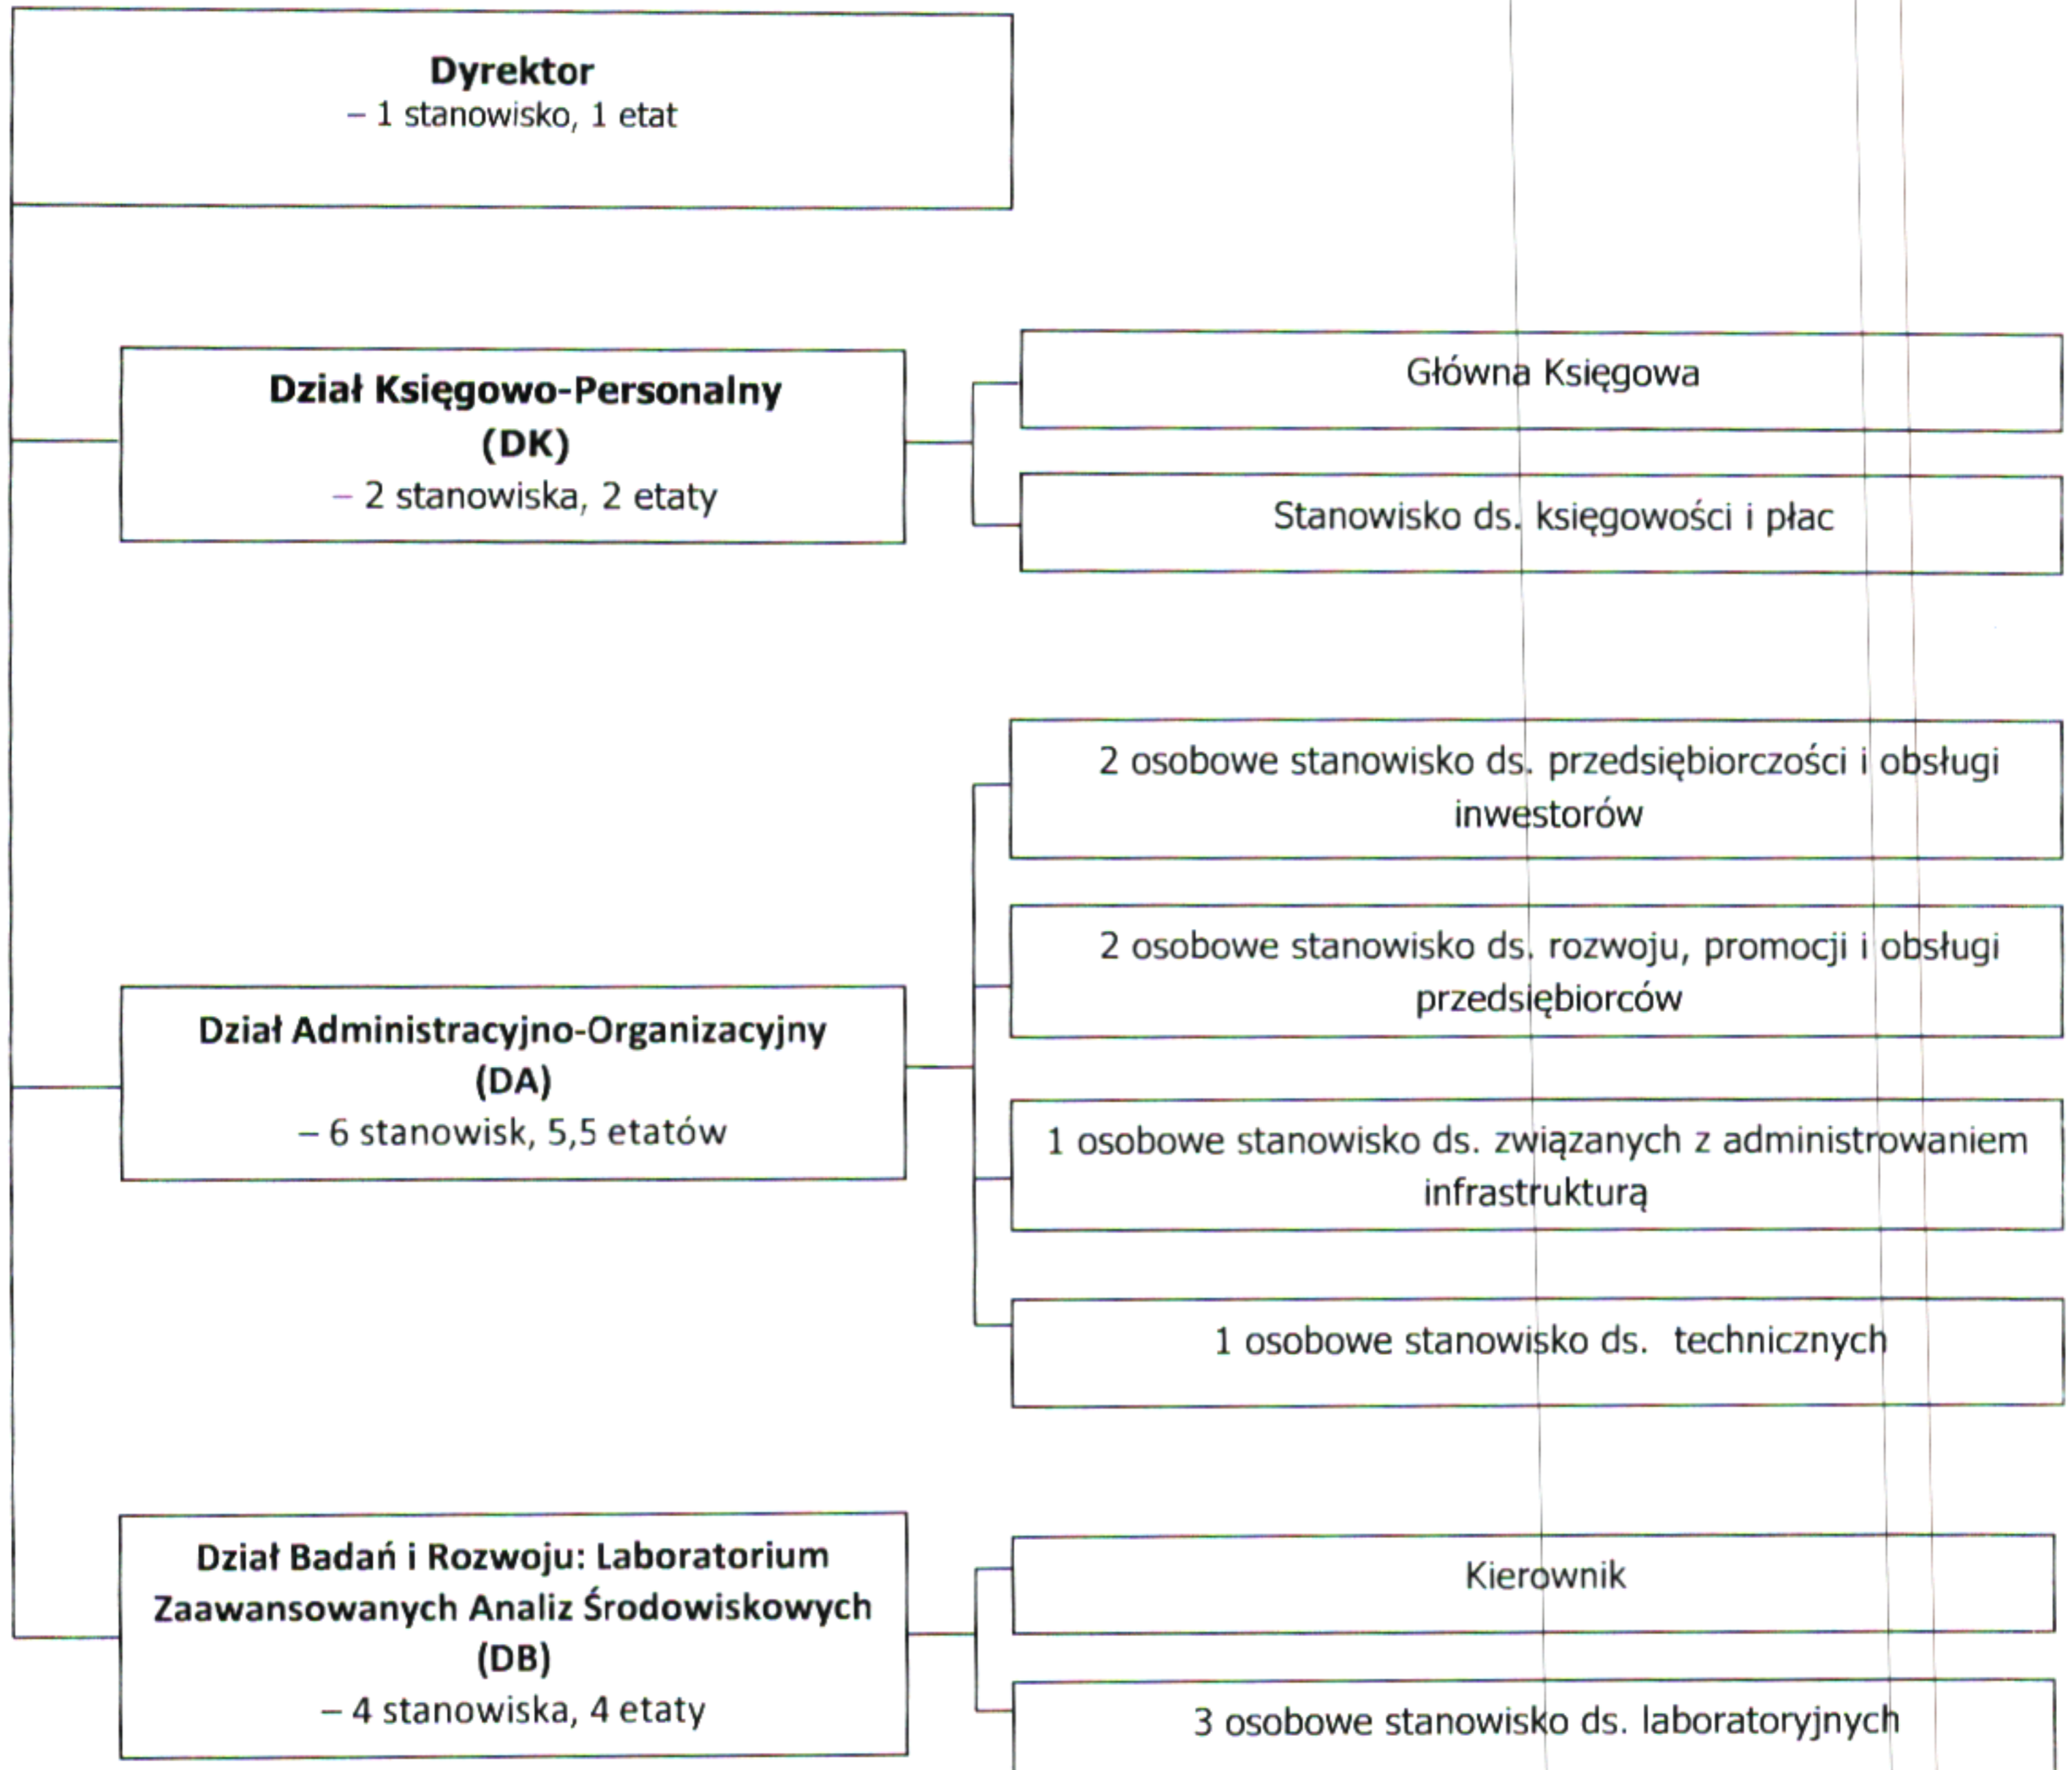 Dyrektor
– 1 stanowisko, 1 etat
Dział Księgowo-Personalny
(DK)
– 2 stanowiska, 2 etaty
Główna Księgowa
Stanowisko ds. księgowości i płac
Dział Administracyjno-Organizacyjny
(DA)
– 6 stanowisk, 5,5 etatów
2 osobowe stanowisko ds. przedsiębiorczości i obsługi
inwestorów
2 osobowe stanowisko ds. rozwoju, promocji i obsługi
przedsiębiorców
1 osobowe stanowisko ds. związanych z administrowaniem
infrastrukturą
1 osobowe stanowisko ds. technicznych
Dział Badań i Rozwoju: Laboratorium
Zaawansowanych Analiz Środowiskowych
(DB)
– 4 stanowiska, 4 etaty
Kierownik
3 osobowe stanowisko ds. laboratoryjnych